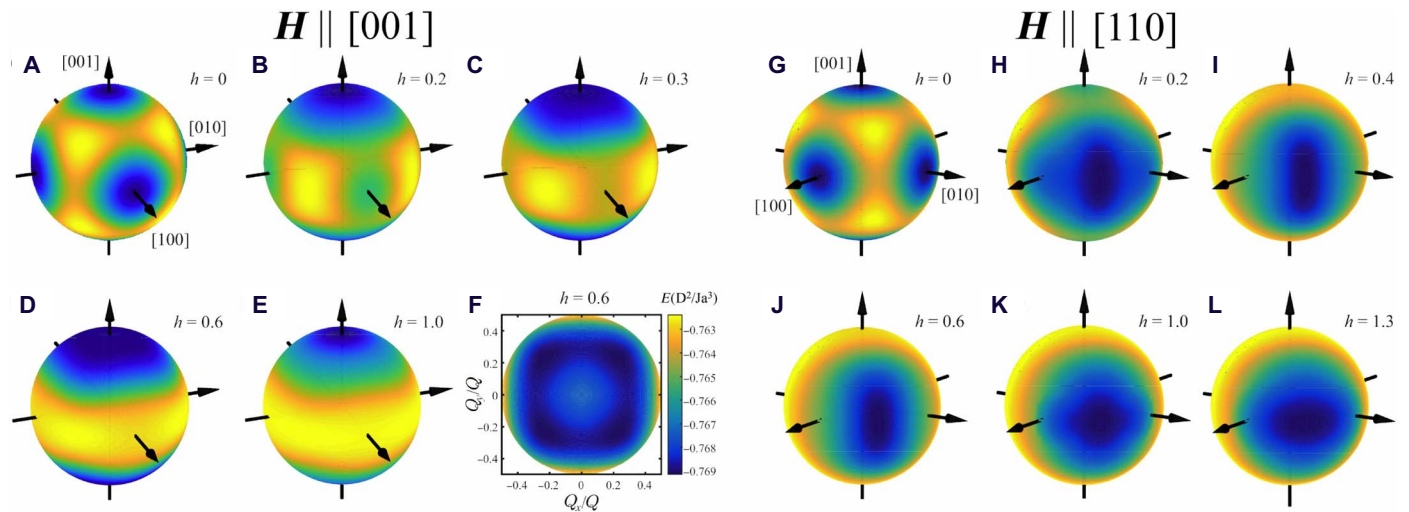 H || [001]
H || [110]
A
[001]
h = 0
[010]
[100]
B
h = 0.2
C
h = 0.3
G
[001]
h = 0
[100]
[010]
H
h = 0.2
I
h = 0.4
D
h = 0.6
E
h = 1.0
F
h = 0.6
E(D²/Ja³)
0.4
0.2
0
−0.2
−0.4
Qy/Q
−0.4
−0.2
0
0.2
0.4
Qx/Q
−0.763
−0.764
−0.765
−0.766
−0.767
−0.768
−0.769
J
h = 0.6
K
h = 1.0
L
h = 1.3